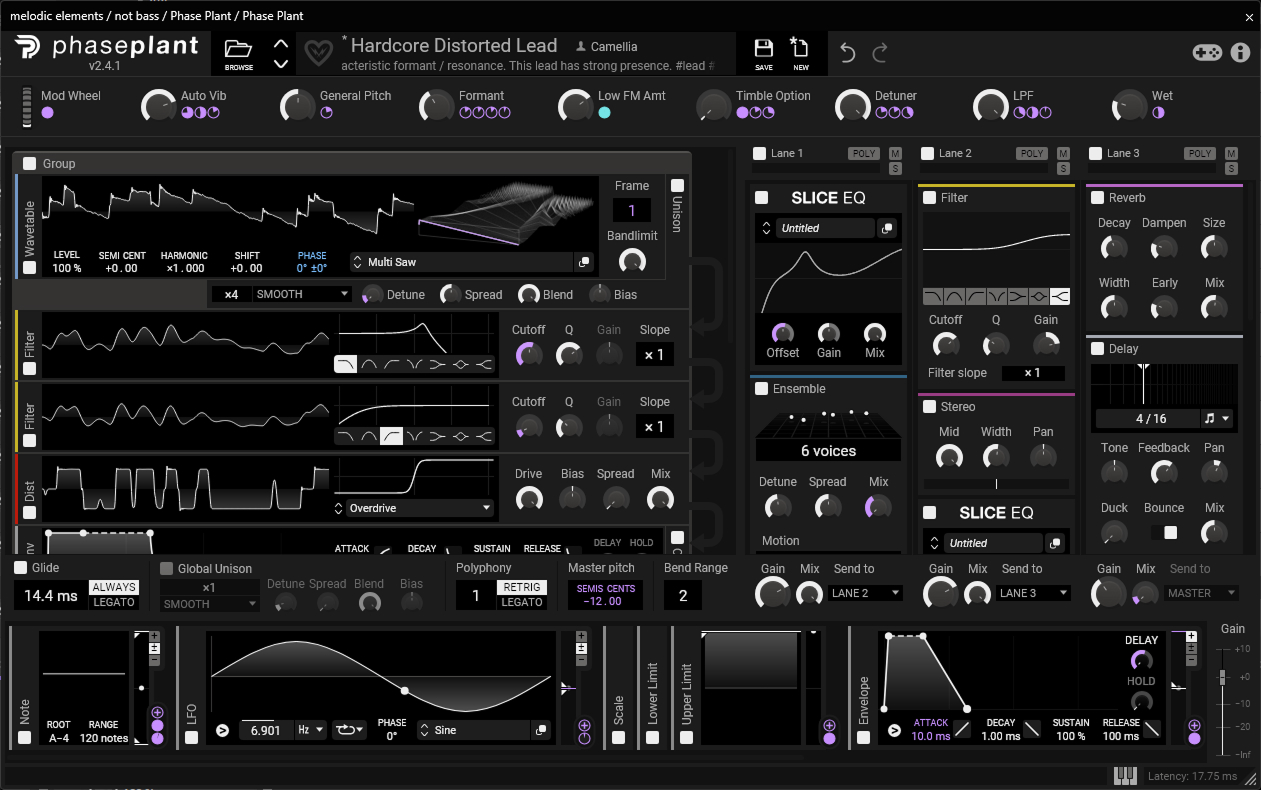 melodic elements / not bass / Phase Plant / Phase Plant
phaseplant
v2.4.1
BROWSE
* Hardcore Distorted Lead
Camellia
acteristic formant / resonance. This lead has strong presence. #lead #
SAVE
NEW
Mod Wheel
Auto Vib
General Pitch
Formant
Low FM Amt
Timble Option
Detuner
LPF
Wet
Group
Wavetable
LEVEL
100 %
SEMI CENT
+0.00
HARMONIC
×1.000
SHIFT
+0.00
PHASE
0° ±0°
Multi Saw
Frame
1
Bandlimit
Unison
×4
SMOOTH
Detune
Spread
Blend
Bias
Filter
Cutoff
Q
Gain
Slope
× 1
Filter
Cutoff
Q
Gain
Slope
× 1
Dist
Overdrive
Drive
Bias
Spread
Mix
ATTACK
DECAY
SUSTAIN
RELEASE
DELAY
HOLD
Lane 1
POLY
M
S
SLICE EQ
Untitled
Offset
Gain
Mix
Ensemble
6 voices
Detune
Spread
Mix
Motion
Lane 2
POLY
M
S
Filter
Cutoff
Q
Gain
Filter slope
× 1
Stereo
Mid
Width
Pan
SLICE EQ
Untitled
Lane 3
POLY
M
S
Reverb
Decay
Dampen
Size
Width
Early
Mix
Delay
4 / 16
Tone
Feedback
Pan
Duck
Bounce
Mix
Glide
14.4 ms
ALWAYS
LEGATO
Global Unison
×1
SMOOTH
Detune
Spread
Blend
Bias
Polyphony
1
RETRIG
LEGATO
Master pitch
SEMIS CENTS
-12.00
Bend Range
2
Gain
Mix
Send to
LANE 2
Gain
Mix
Send to
LANE 3
Gain
Mix
Send to
MASTER
Note
ROOT
A-4
RANGE
120 notes
LFO
6.901
Hz
PHASE
0°
Sine
Scale
Lower Limit
Upper Limit
Envelope
DELAY
HOLD
ATTACK
10.0 ms
DECAY
1.00 ms
SUSTAIN
100 %
RELEASE
100 ms
Gain
+10
+0
-10
-20
-Inf
Latency: 17.75 ms